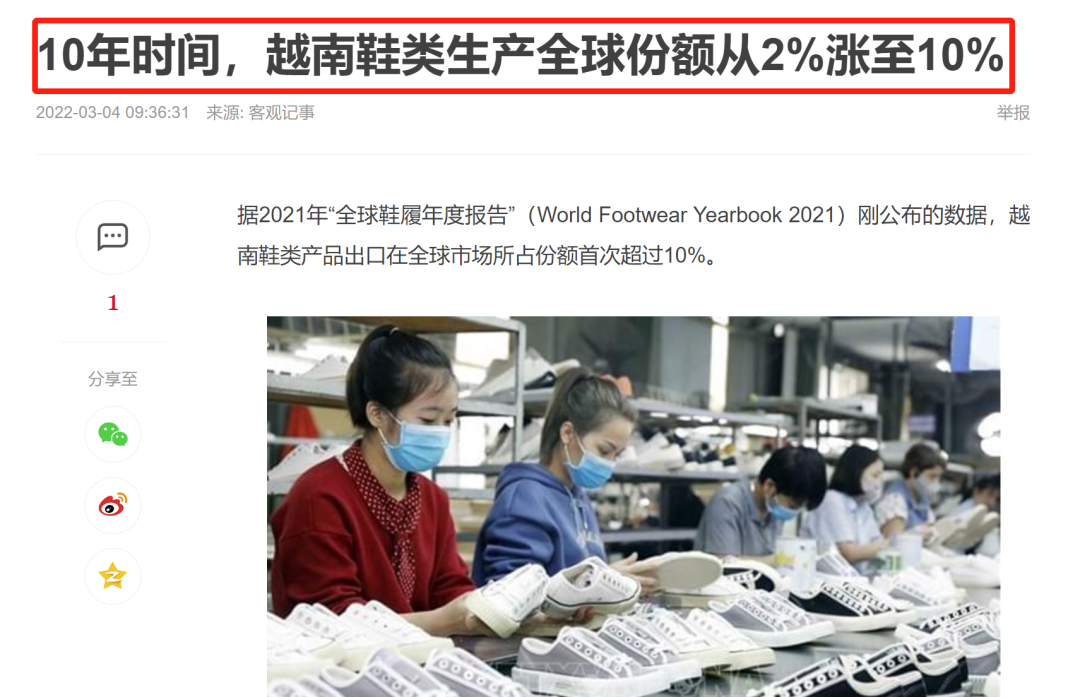 10年时间，越南鞋类生产全球份额从2%涨至10%
2022-03-04 09:36:31 来源: 客观记事
举报
据2021年“全球鞋履年度报告”（World Footwear Yearbook 2021）刚公布的数据，越
南鞋类产品出口在全球市场所占份额首次超过10%。
1
分享至